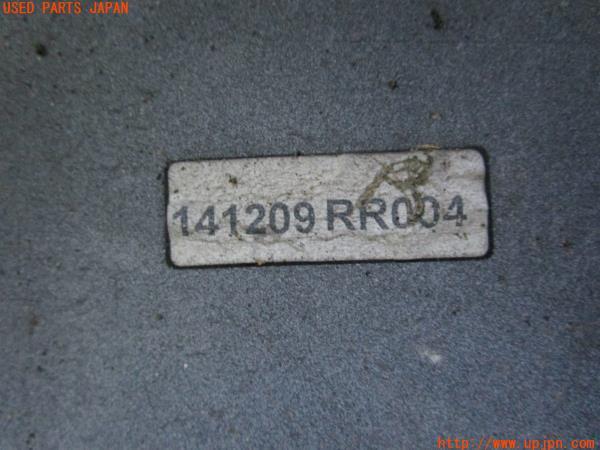 USED PARTS JAPAN
141209 RR004
http://www.upjpn.com